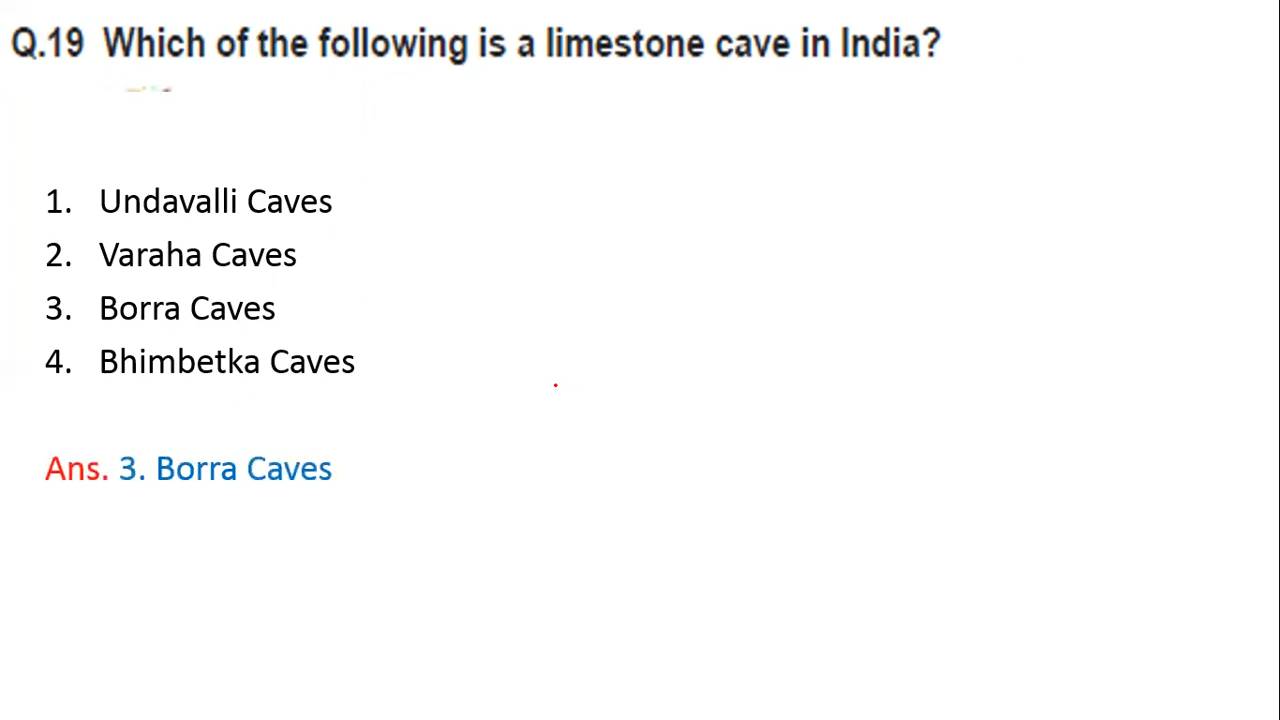 Q.19 Which of the following is a limestone cave in India?
1. Undavalli Caves
2. Varaha Caves
3. Borra Caves
4. Bhimbetka Caves
Ans. 3. Borra Caves